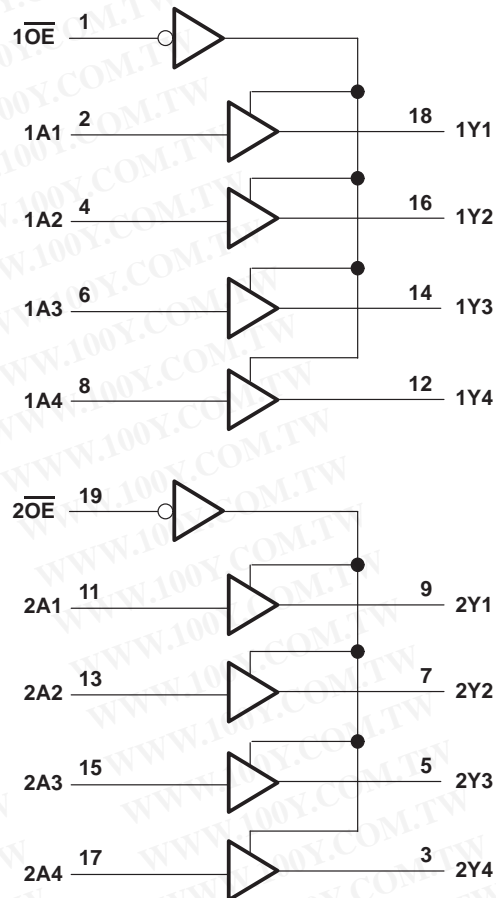 1O̅E̅ 1
1A1 2 18 1Y1
1A2 4 16 1Y2
1A3 6 14 1Y3
1A4 8 12 1Y4
2O̅E̅ 19
2A1 11 9 2Y1
2A2 13 7 2Y2
2A3 15 5 2Y3
2A4 17 3 2Y4
WWW.100Y.COM.TW